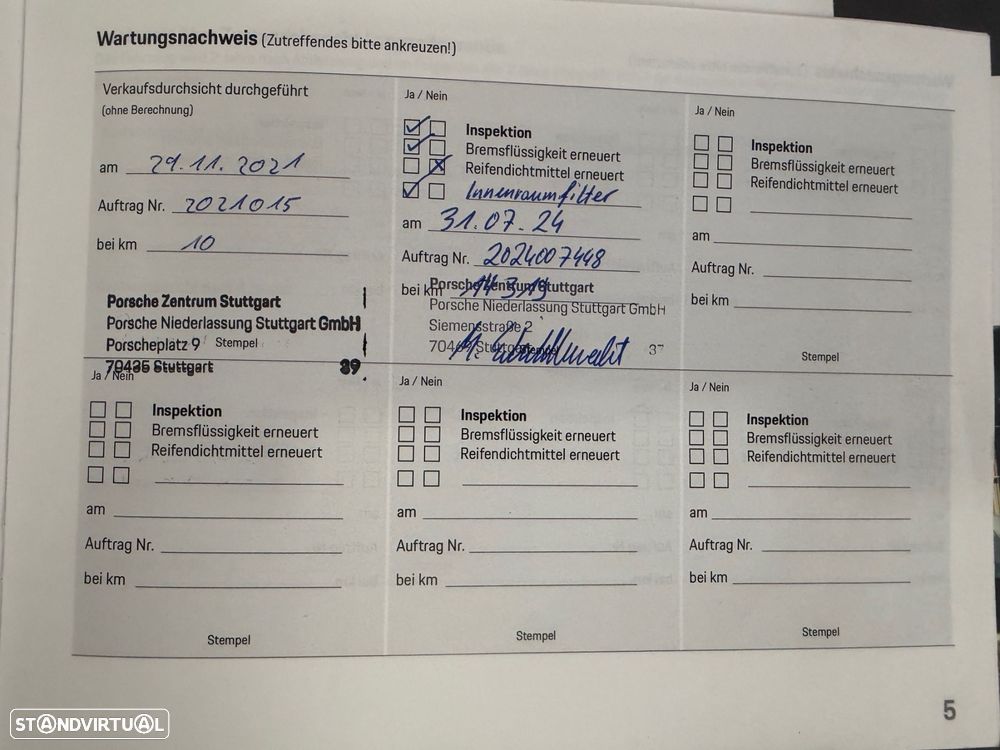 Wartungsnachweis (Zutreffendes bitte ankreuzen!)
Verkaufsdurchsicht durchgeführt
(ohne Berechnung)
am 29.11.2021
Auftrag Nr. 2021015
bei km 10
Porsche Zentrum Stuttgart
Porsche Niederlassung Stuttgart GmbH
Porscheplatz 9 Stempel
70435 Stuttgart 39
Ja / Nein
Inspektion
Bremsflüssigkeit erneuert
Reifendichtmittel erneuert
Innenraumfilter
am 31.07.24
Auftrag Nr. 2024007448
bei km 14319
Porsche Zentrum Stuttgart
Porsche Niederlassung Stuttgart GmbH
Siemensstraße 2
Stuttgart 37
Ja / Nein
Inspektion
Bremsflüssigkeit erneuert
Reifendichtmittel erneuert
am
Auftrag Nr.
bei km
Stempel
Ja / Nein
Inspektion
Bremsflüssigkeit erneuert
Reifendichtmittel erneuert
am
Auftrag Nr.
bei km
Stempel
Ja / Nein
Inspektion
Bremsflüssigkeit erneuert
Reifendichtmittel erneuert
am
Auftrag Nr.
bei km
Stempel
Ja / Nein
Inspektion
Bremsflüssigkeit erneuert
Reifendichtmittel erneuert
am
Auftrag Nr.
bei km
Stempel
5
STANDVIRTUAL